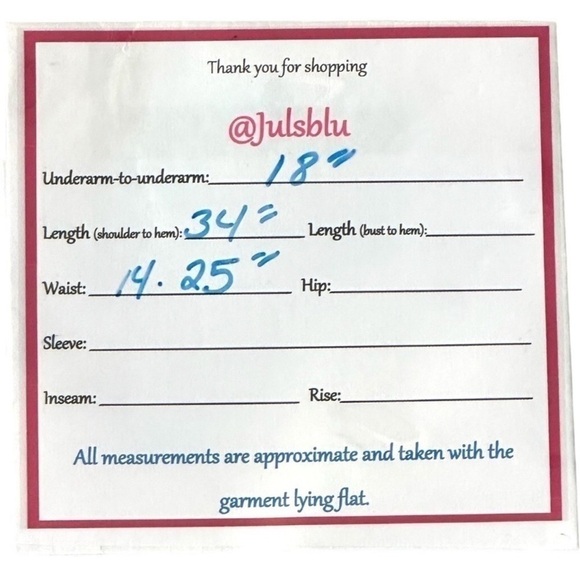 Thank you for shopping
@Julsblu
Underarm-to-underarm: 18"
Length (shoulder to hem): 34" Length (bust to hem):
Waist: 14.25" Hip:
Sleeve:
Inseam: Rise:
All measurements are approximate and taken with the
garment lying flat.